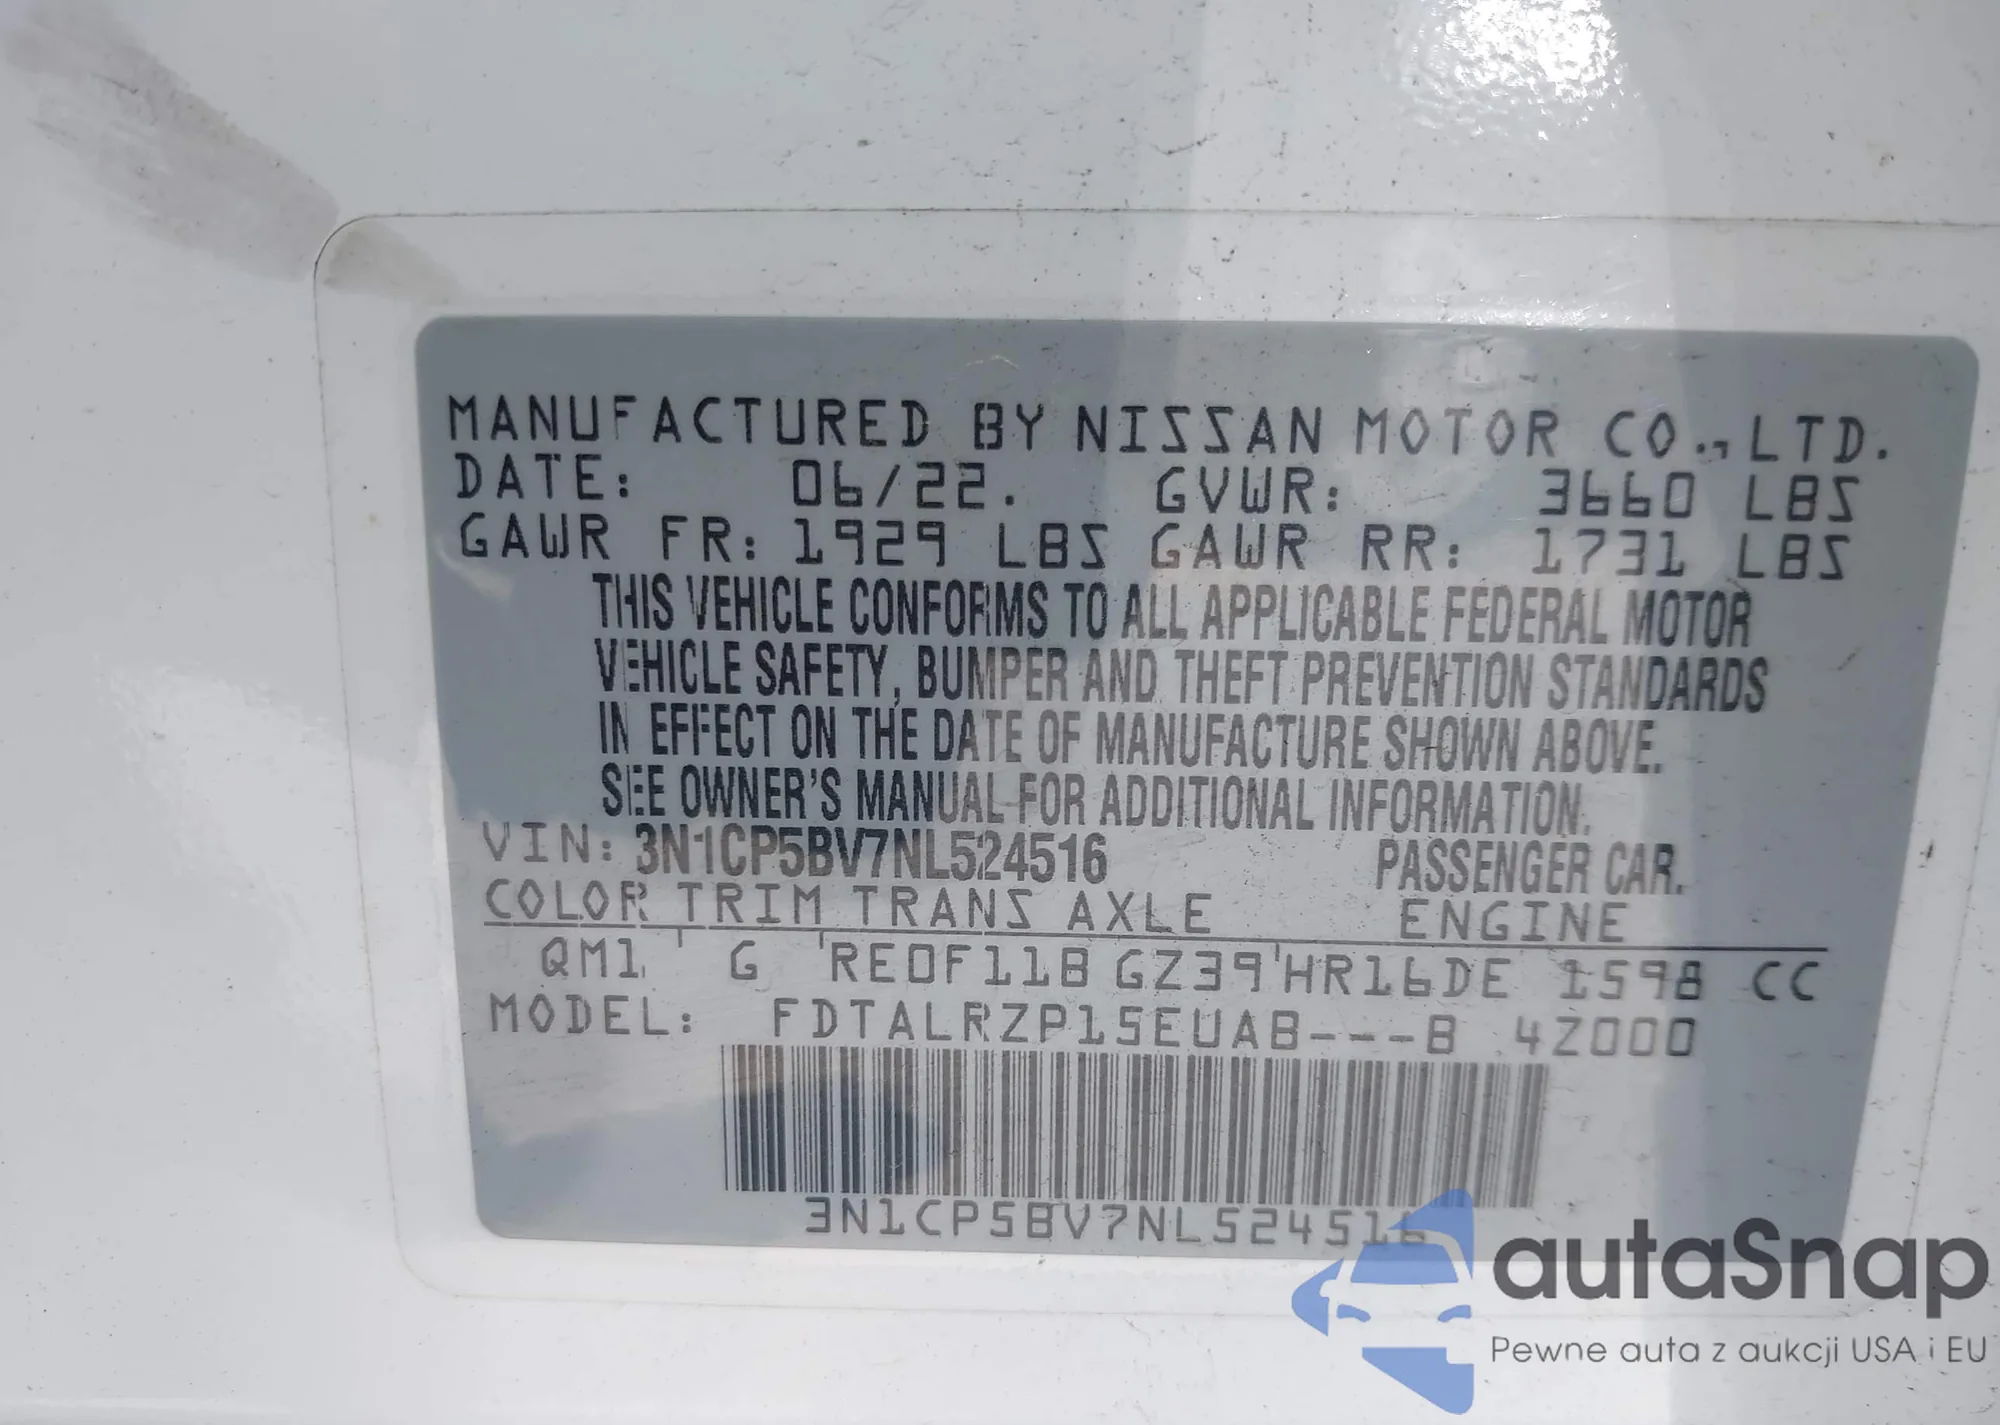 MANUFACTURED BY NISSAN MOTOR CO.,LTD.
DATE: 06/22. GVWR: 3660 LBS
GAWR FR: 1929 LBS GAWR RR: 1731 LBS
THIS VEHICLE CONFORMS TO ALL APPLICABLE FEDERAL MOTOR
VEHICLE SAFETY, BUMPER AND THEFT PREVENTION STANDARDS
IN EFFECT ON THE DATE OF MANUFACTURE SHOWN ABOVE.
SEE OWNER'S MANUAL FOR ADDITIONAL INFORMATION.
VIN: 3N1CP5BV7NL524516 PASSENGER CAR.
COLOR TRIM TRANS AXLE ENGINE
QM1 G RE0F11B GZ39 HR16DE 1598 CC
MODEL: FDTALRZP15EUAB---B 4Z000
3N1CP5BV7NL524516
autaSnap
Pewne auta z aukcji USA i EU